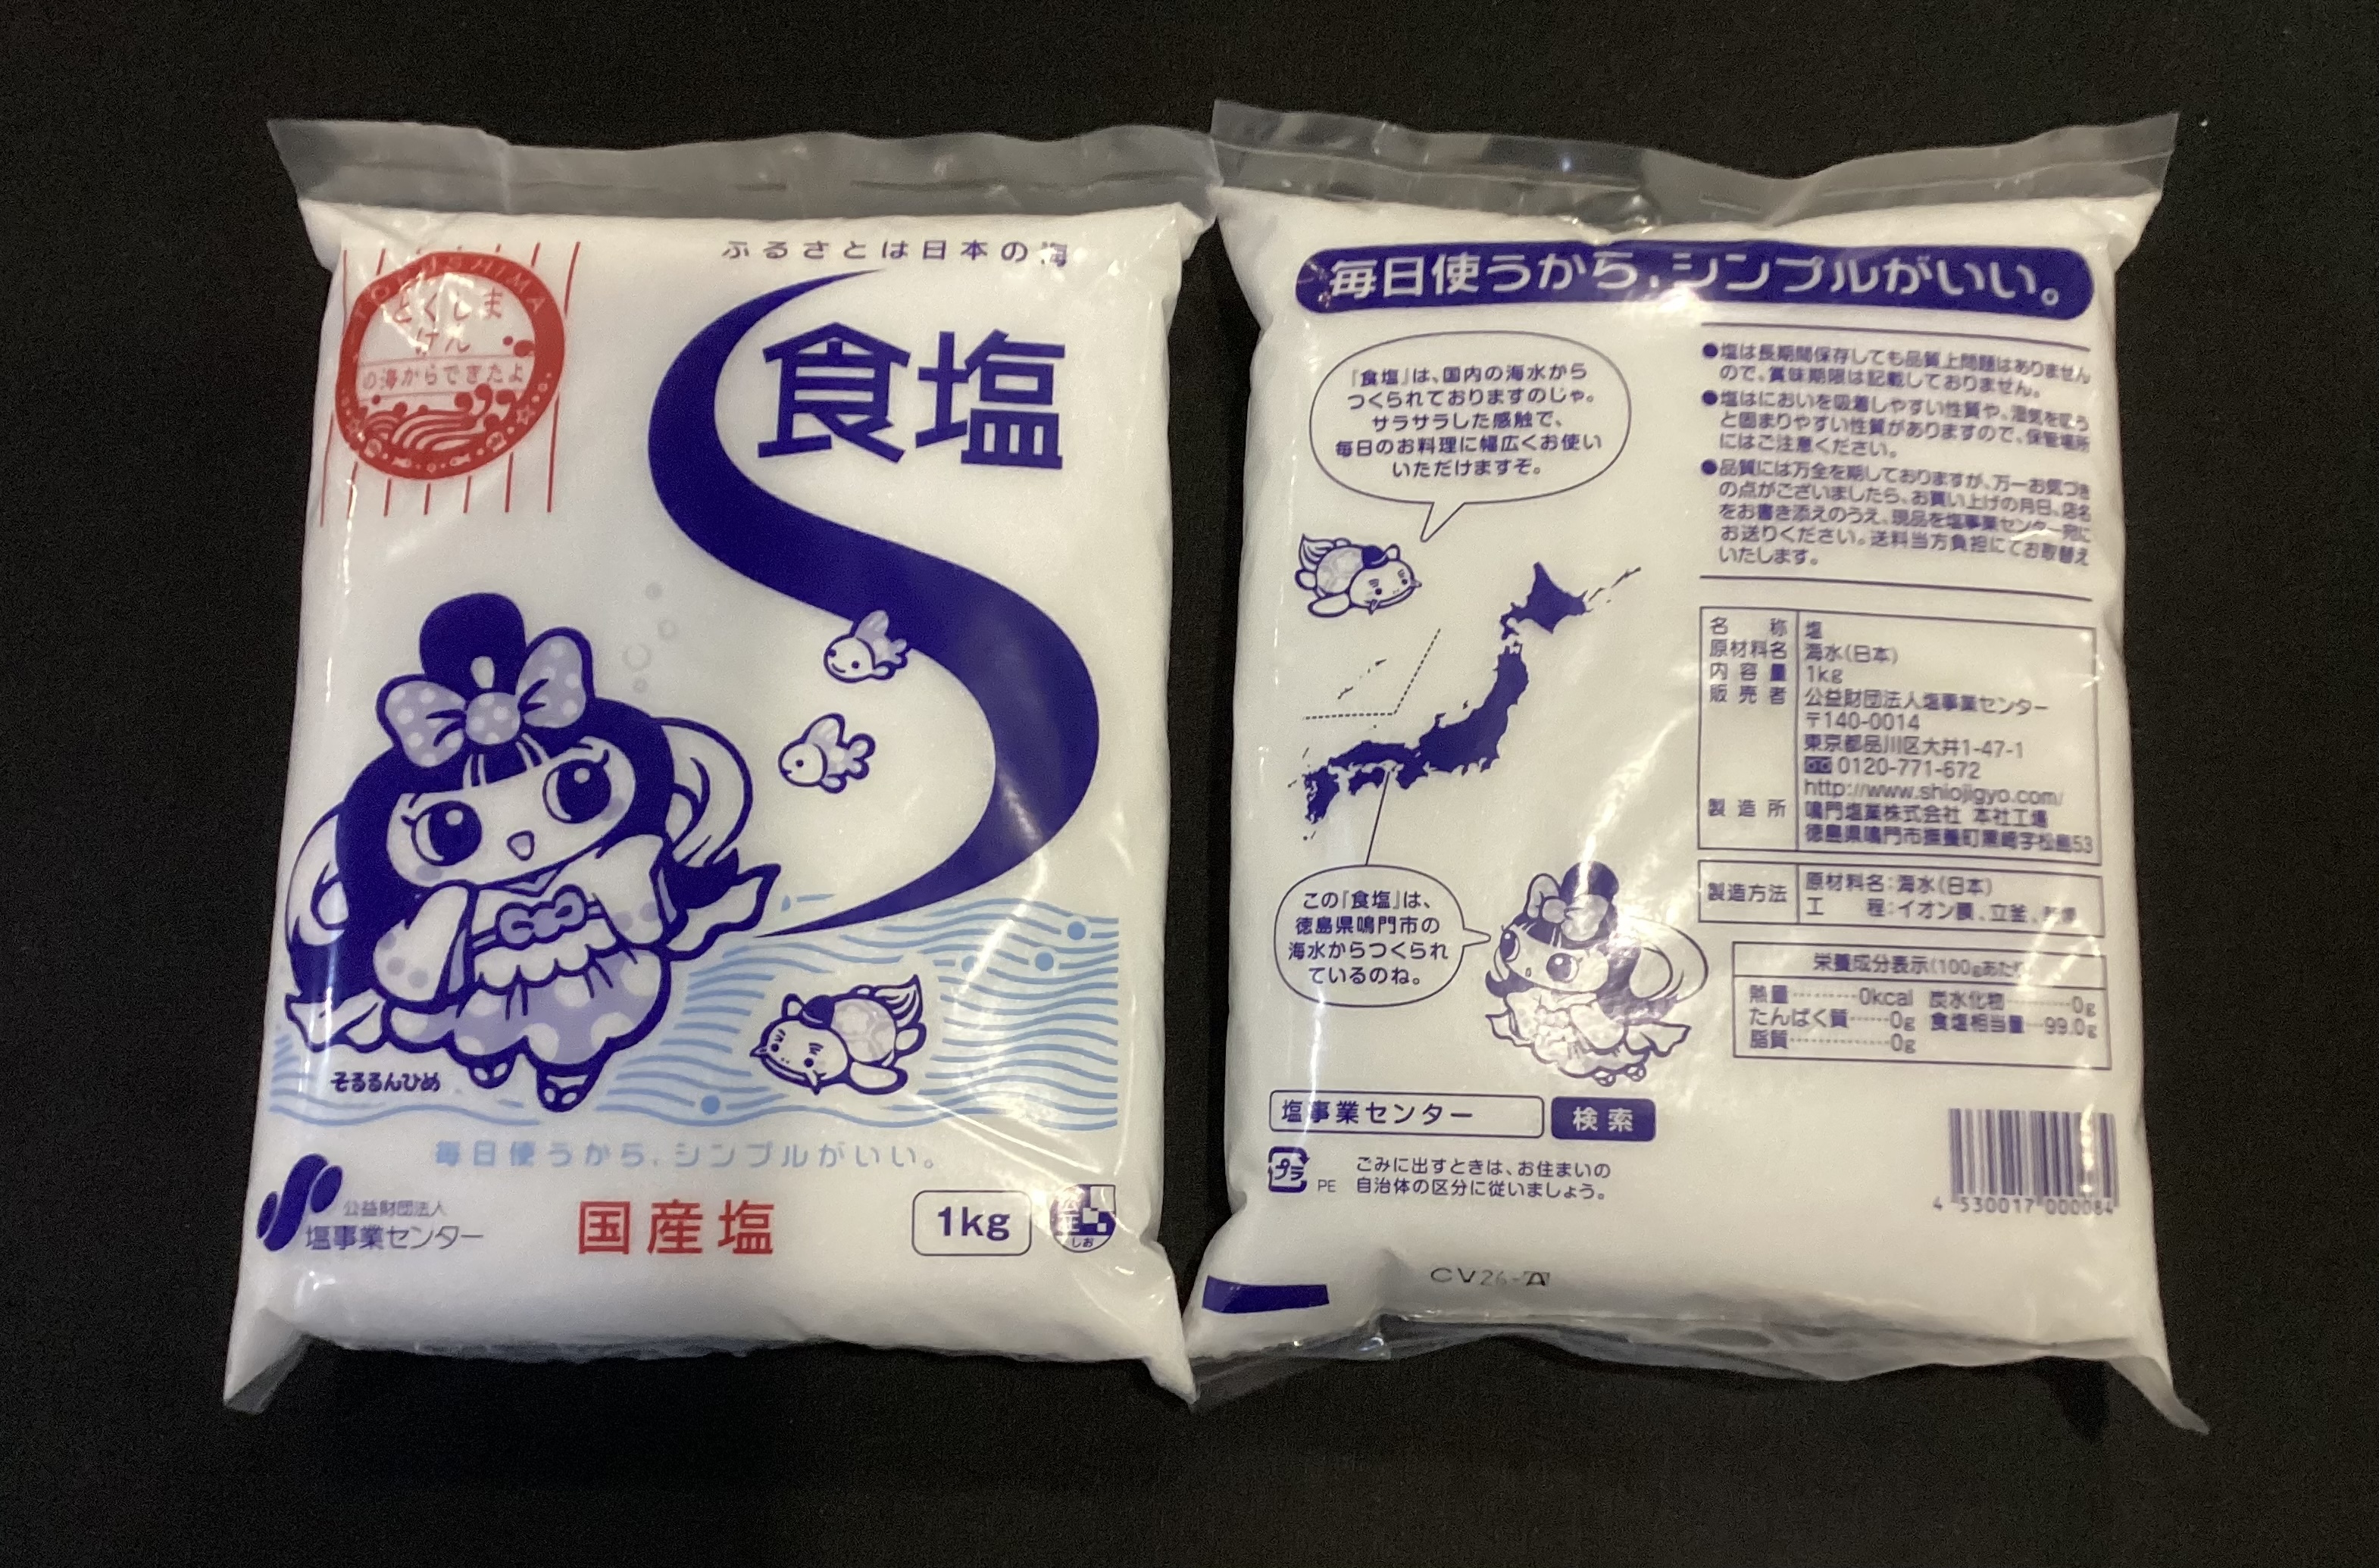 ふるさとは日本の海
TOKUSHIMA
とくしま
けん
の海からできたよ
食塩
そるるんひめ
毎日使うから、シンプルがいい。
公益財団法人
塩事業センター
国産塩
1kg
しお
毎日使うから、シンプルがいい。
『食塩』は、国内の海水から
つくられておりますのじゃ。
サラサラした感触で、
毎日のお料理に幅広くお使い
いただけますぞ。
この『食塩』は、
徳島県鳴門市の
海水からつくられ
ているのね。
塩事業センター 検索
プラ
PE
ごみに出すときは、お住まいの
自治体の区分に従いましょう。
●塩は長期間保存しても品質上問題はありません
ので、賞味期限は記載しておりません。
●塩はにおいを吸着しやすい性質や、湿気を吸う
と固まりやすい性質がありますので、保管場所
にはご注意ください。
●品質には万全を期しておりますが、万一お気づき
の点がございましたら、お買い上げの月日、店名
をお書き添えのうえ、現品を塩事業センター宛に
お送りください。送料当方負担にてお取替え
いたします。
名称 塩
原材料名 海水(日本)
内容量 1kg
販売者 公益財団法人塩事業センター
〒140-0014
東京都品川区大井1-47-1
0120-771-672
http://www.shiojigyo.com/
製造所 鳴門塩業株式会社 本社工場
徳島県鳴門市撫養町黒崎字松島53
製造方法 原材料名:海水(日本)
工程:イオン膜、立釜、
栄養成分表示(100gあたり
熱量………0kcal 炭水化物………0g
たんぱく質……0g 食塩相当量…99.0g
脂質……………0g
4 530017 000084
CV26-A